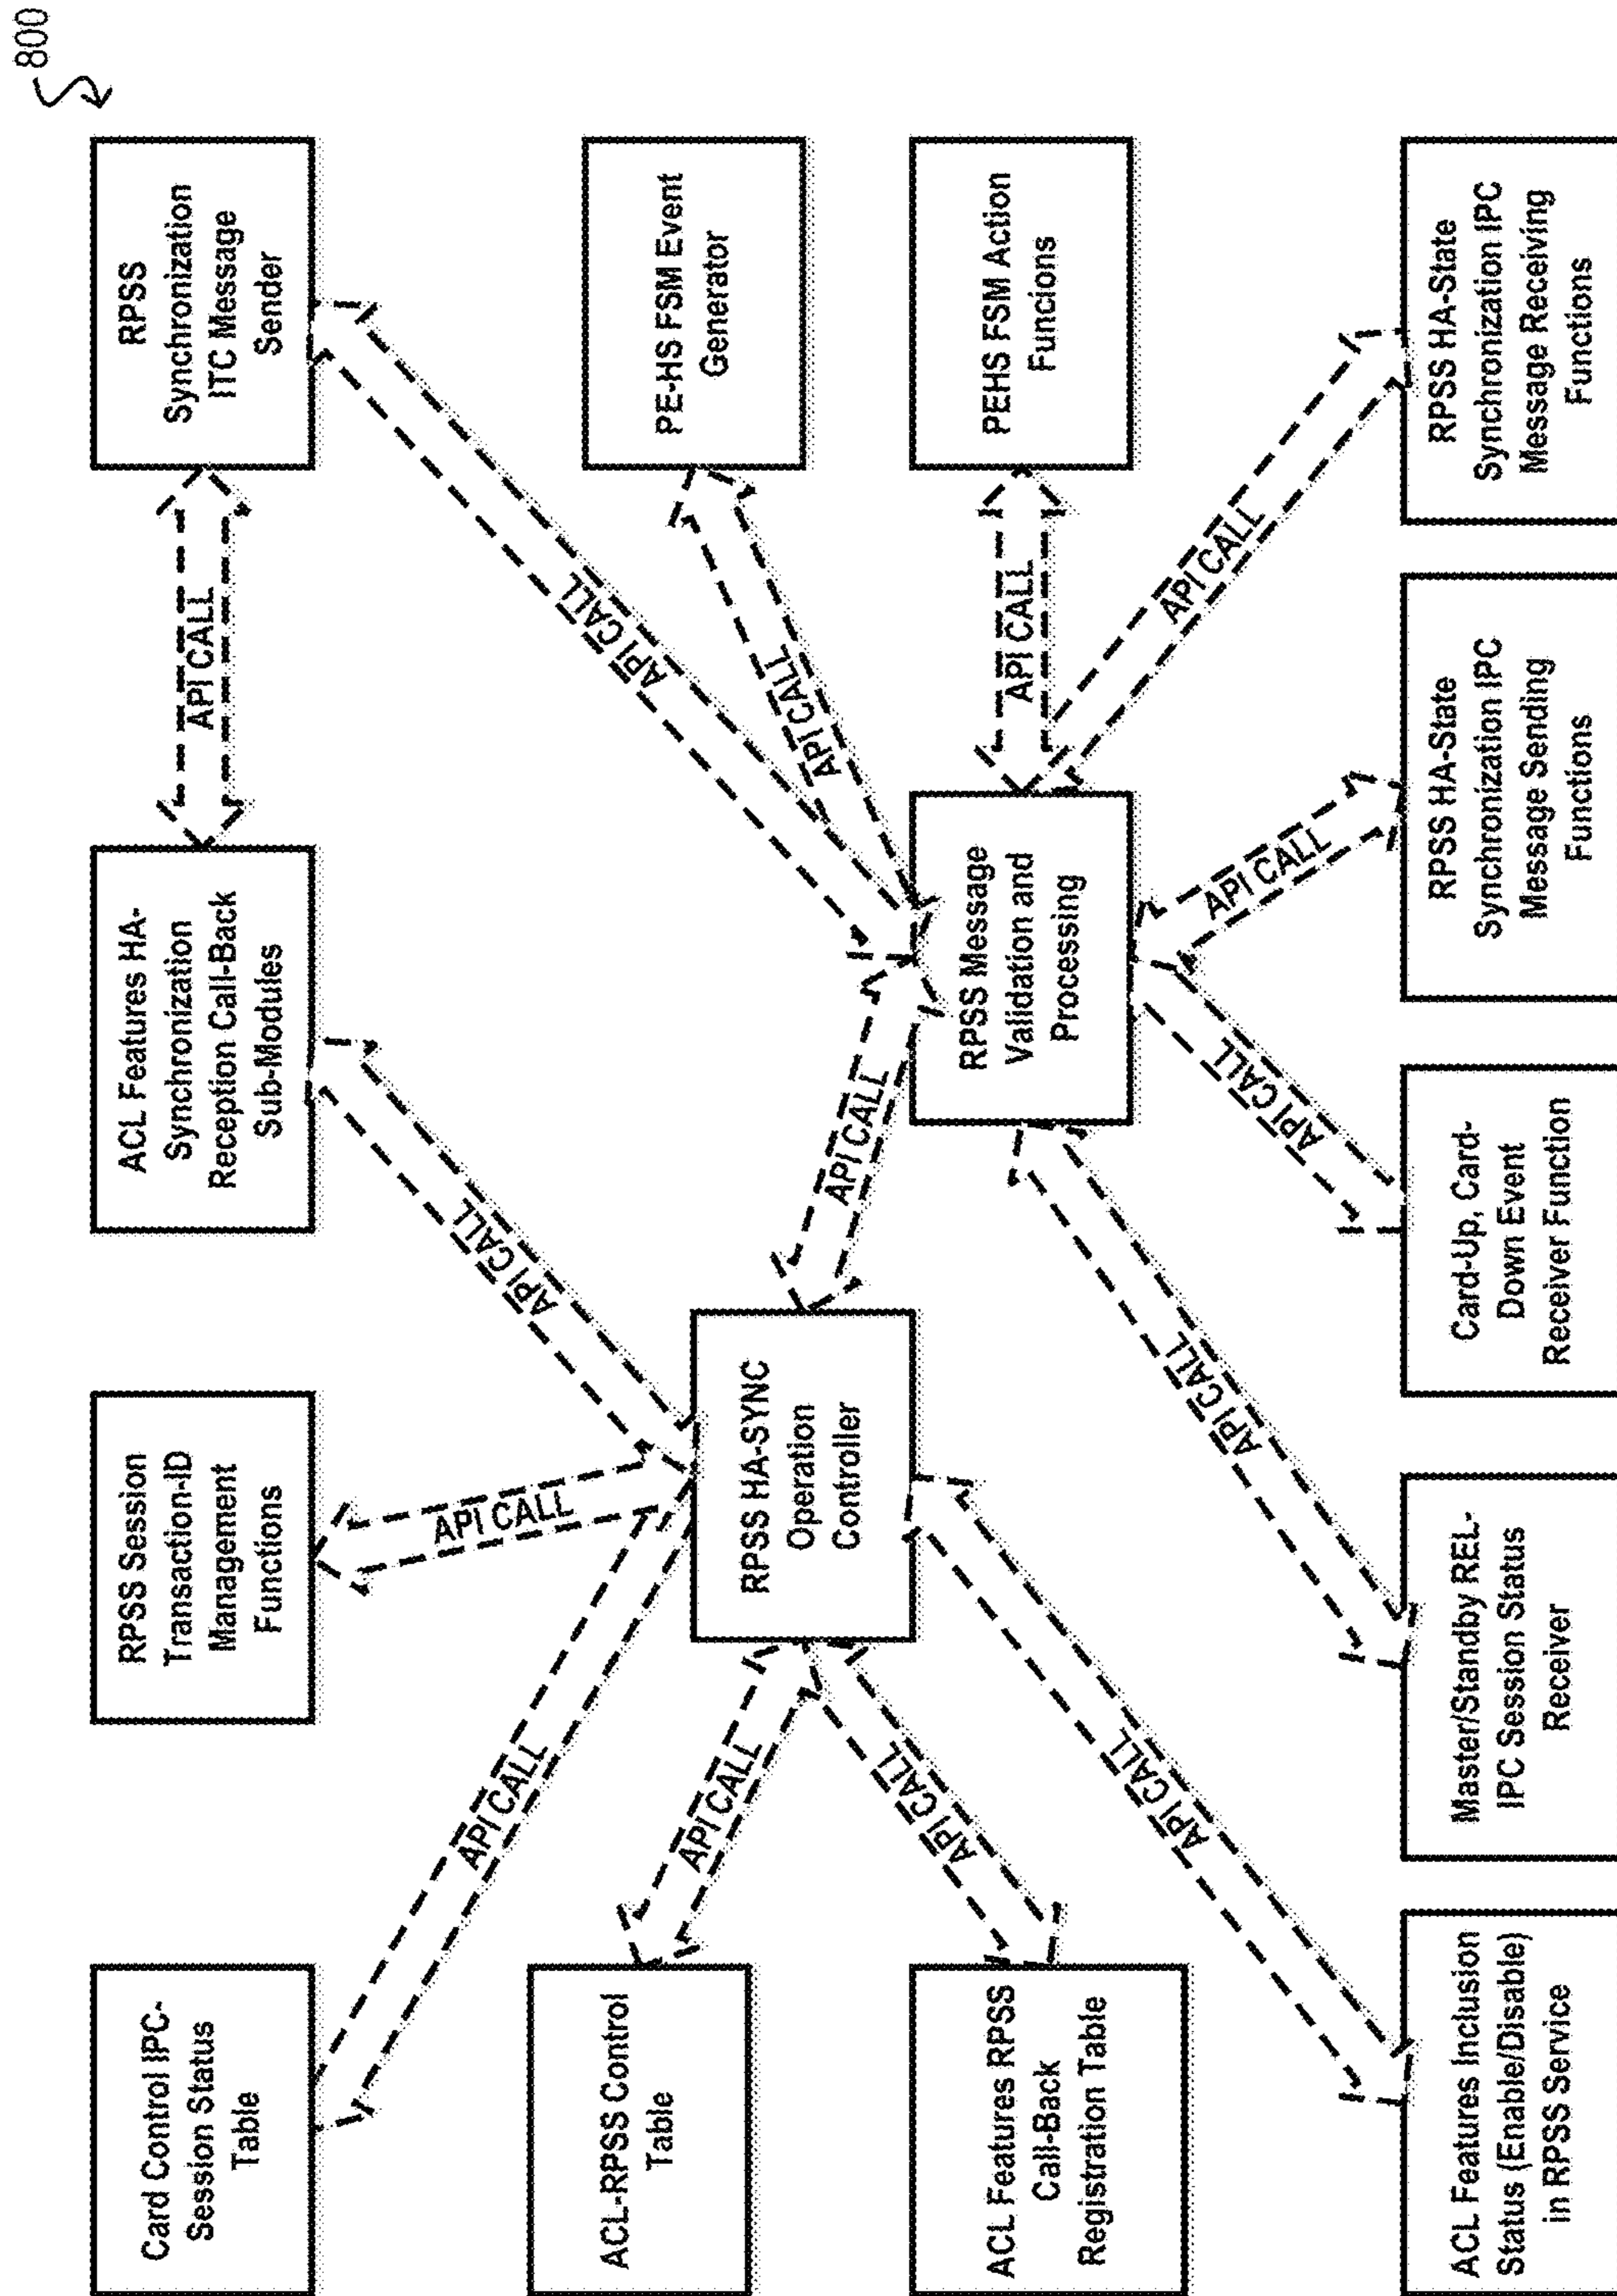 800
Card Control IPC-
Session Status
Table
RPSS Session
Transaction-ID
Management
Functions
ACL Features HA-
Synchronization
Reception Call-Back
Sub-Modules
RPSS
Synchronization
ITC Message
Sender
API CALL
API CALL
API CALL
API CALL
API CALL
ACL-RPSS Control
Table
PE-HS FSM Event
Generator
API CALL
API CALL
RPSS HA-SYNC
Operation
Controller
API CALL
ACL Features RPSS
Call-Back
Registration Table
API CALL
RPSS Message
Validation and
Processing
API CALL
PEHS FSM Action
Funcions
API CALL
API CALL
API CALL
API CALL
API CALL
ACL Features Inclusion
Status (Enable/Disable)
in RPSS Service
Master/Standby REL-
IPC Session Status
Receiver
Card-Up, Card-
Down Event
Receiver Function
RPSS HA-State
Synchronization IPC
Message Sending
Functions
RPSS HA-State
Synchronization IPC
Message Receiving
Functions